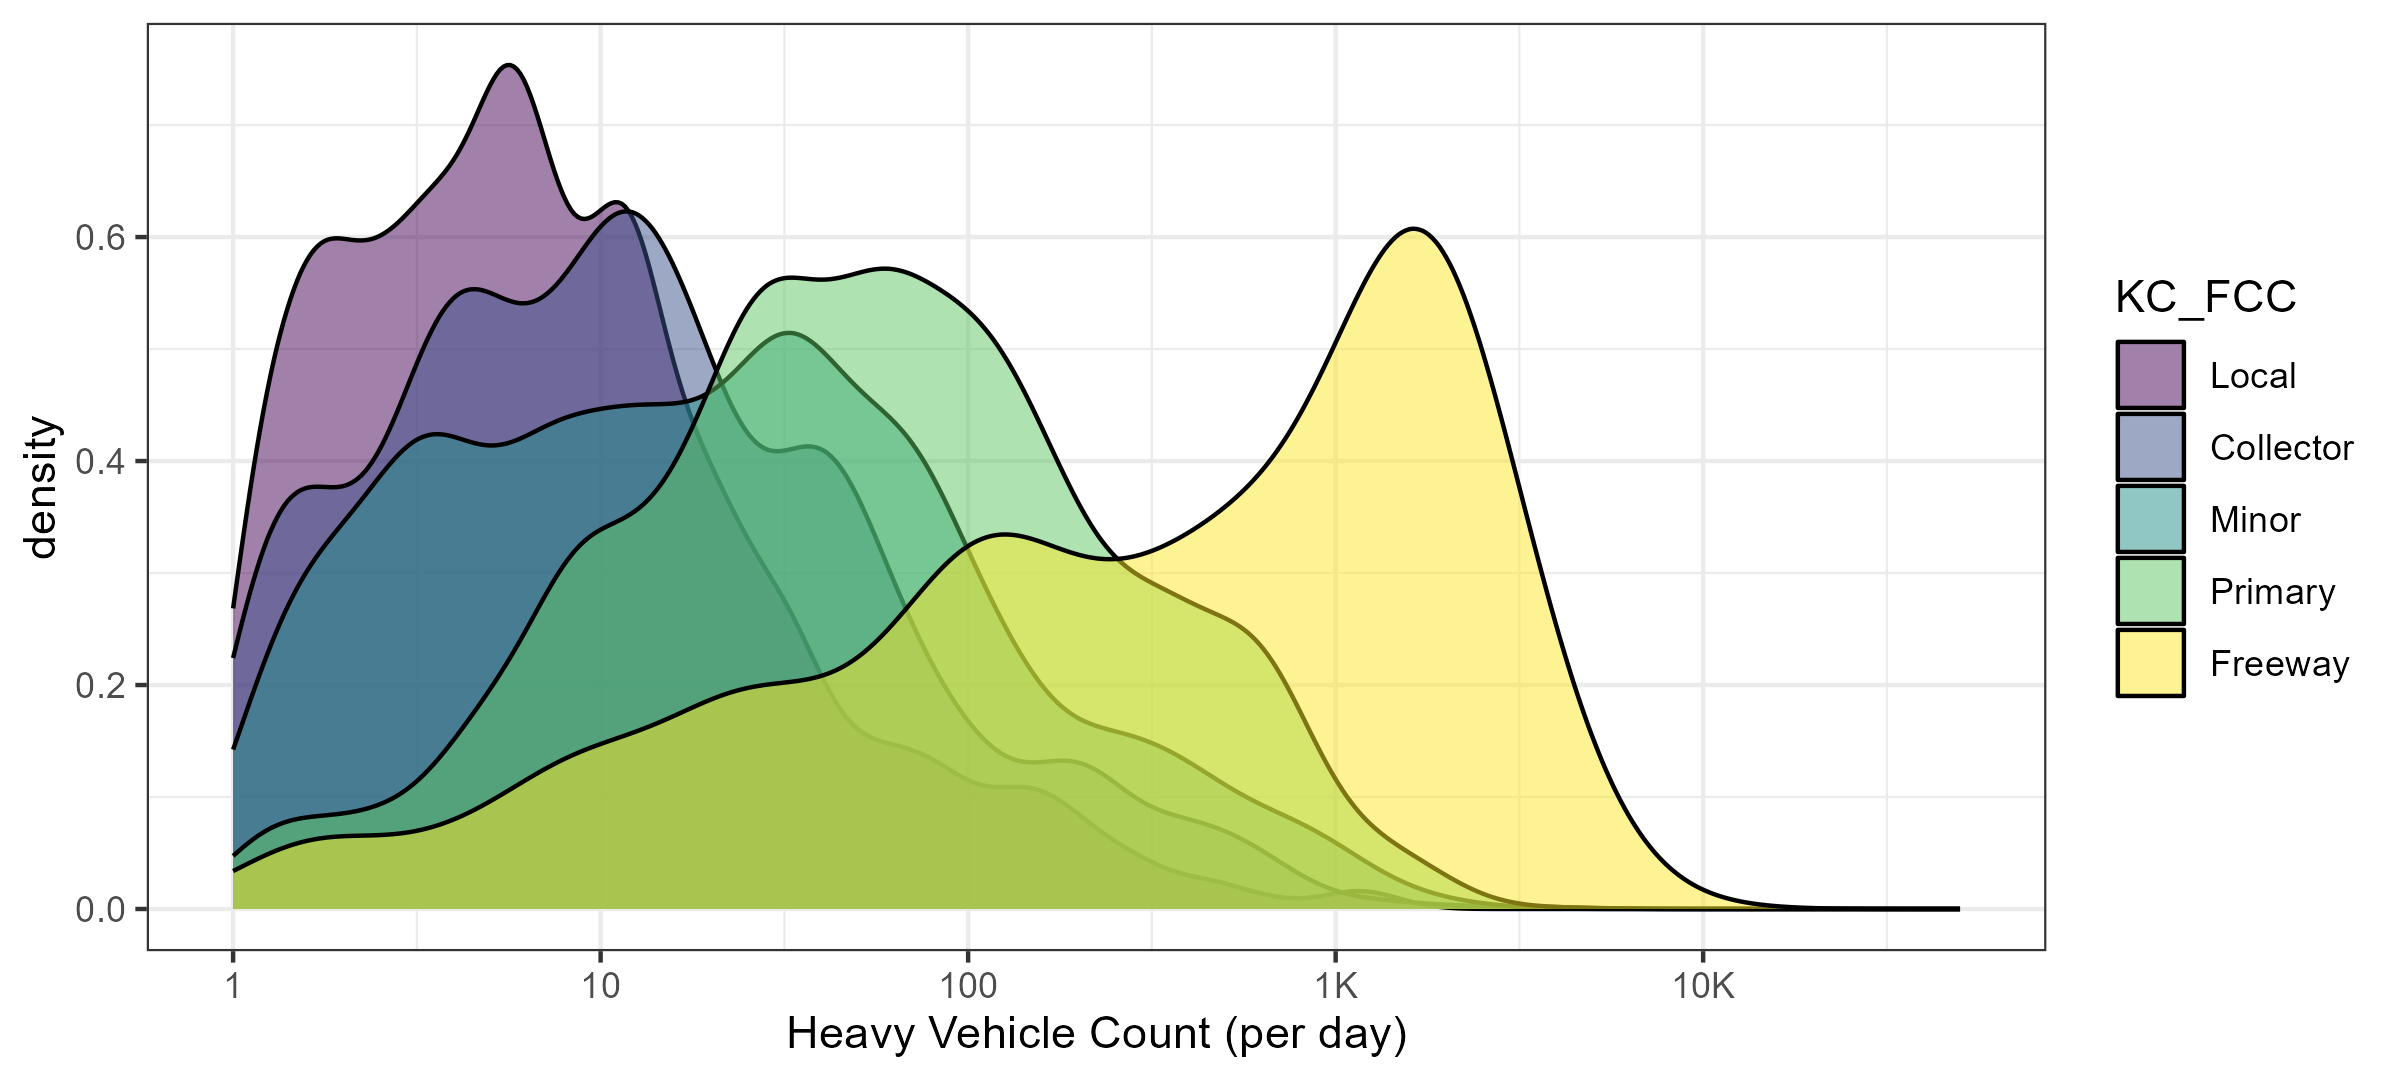 density
0.6
0.4
0.2
0.0
1
10
100
1K
10K
Heavy Vehicle Count (per day)
KC_FCC
Local
Collector
Minor
Primary
Freeway